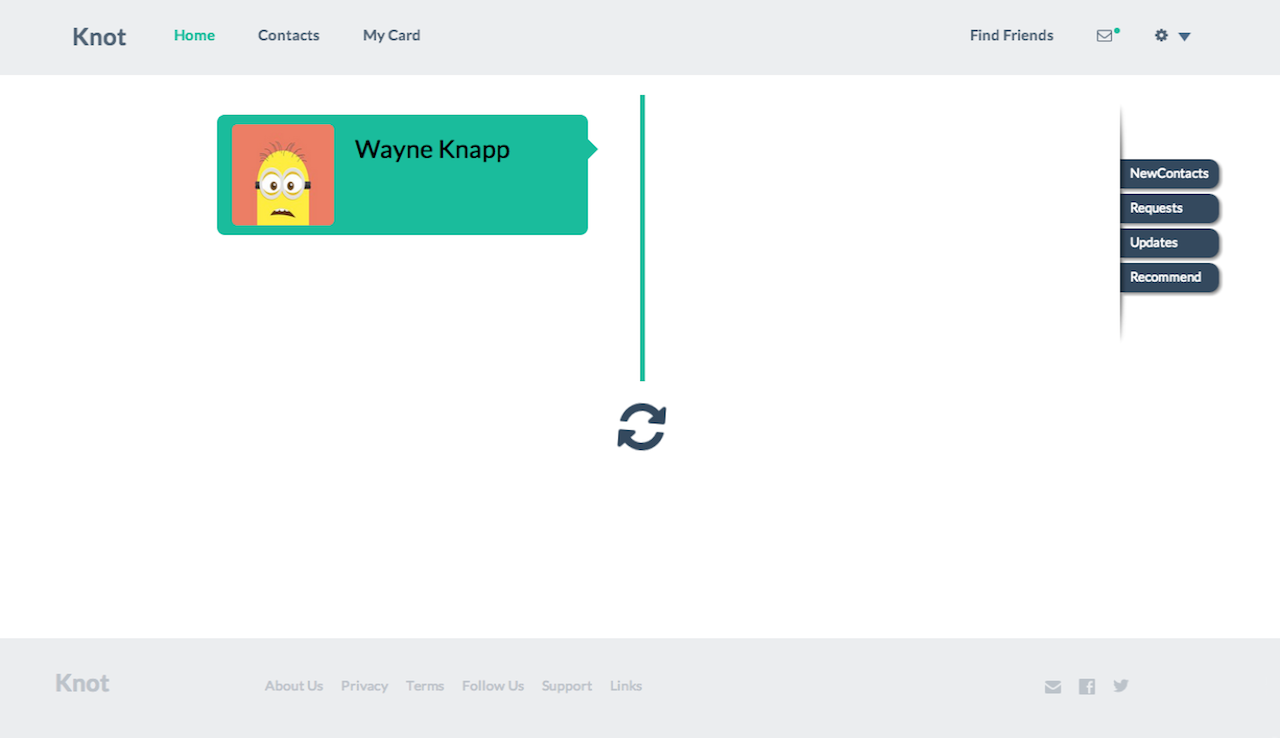 Knot Home Contacts My Card Find Friends
Wayne Knapp
NewContacts
Requests
Updates
Recommend
Knot About Us Privacy Terms Follow Us Support Links